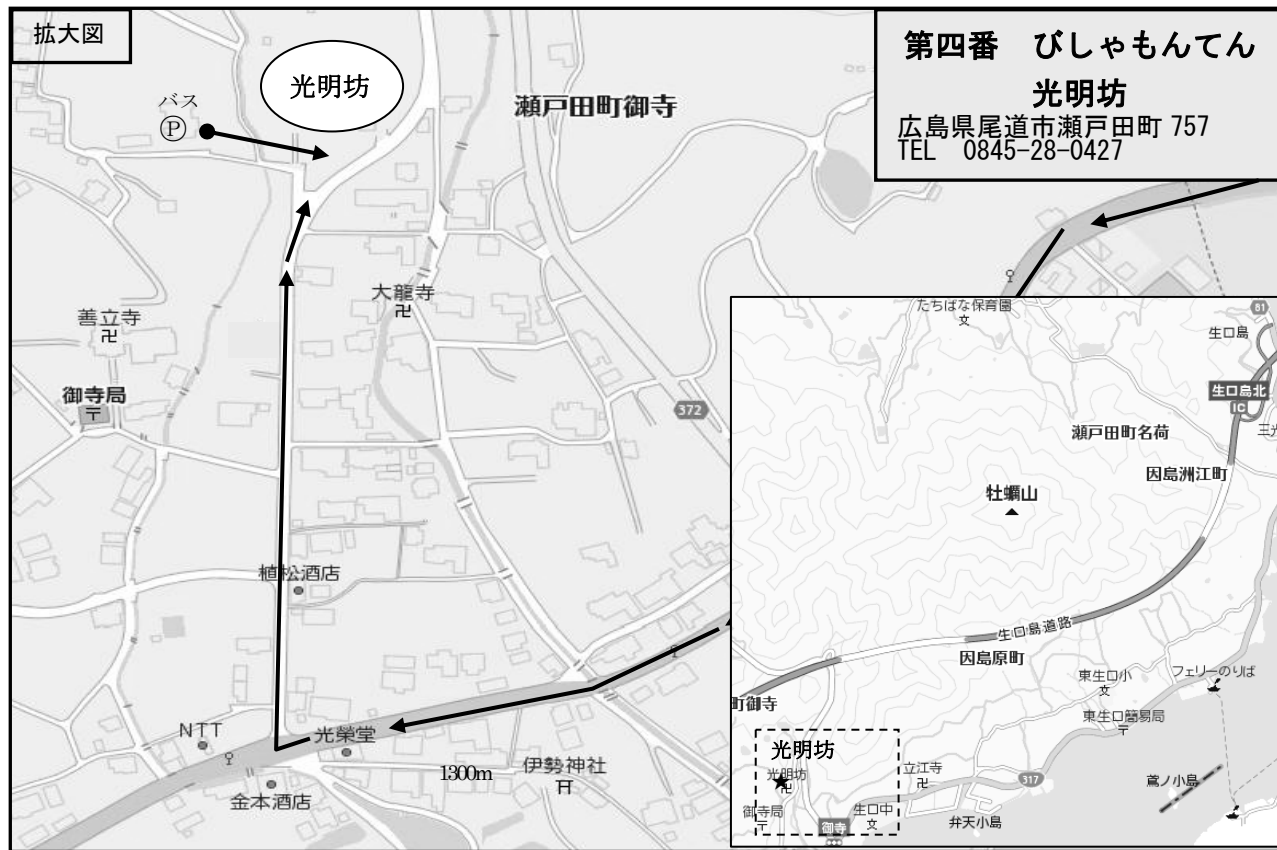 拡大図
第四番　びしゃもんてん
光明坊
広島県尾道市瀬戸田町 757
TEL　0845-28-0427
光明坊
バス
P
瀬戸田町御寺
大龍寺
善立寺
御寺局
372
植松酒店
NTT
光榮堂
金本酒店
1300m
伊勢神社
たちばな保育園
文
81
生口島
生口島北
IC
瀬戸田町名荷
因島洲江町
牡蠣山
生口島道路
因島原町
フェリーのりば
東生口小
文
東生口簡易局
町御寺
光明坊
光明坊
立江寺
317
鳶ノ小島
御寺局
生口中
文
御寺
弁天小島